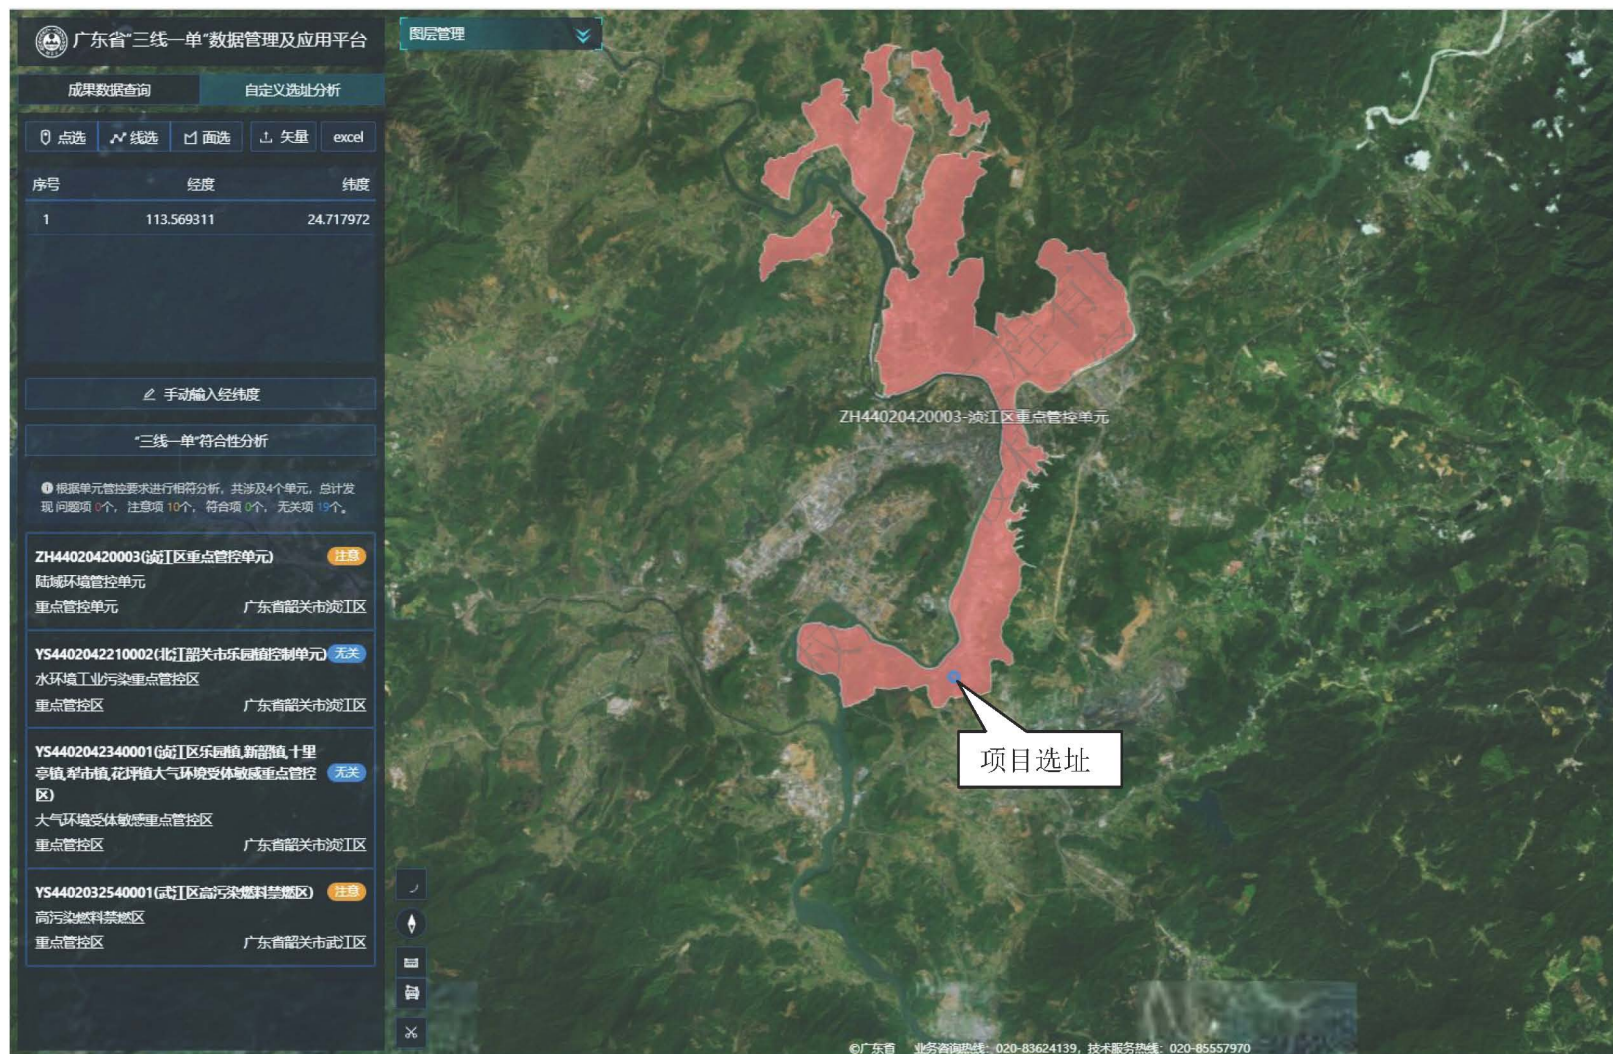 广东省“三线一单”数据管理及应用平台
图层管理
成果数据查询 自定义选址分析
点选 线选 面选 矢量 excel
序号 经度 纬度
1 113.569311 24.717972
手动输入经纬度
“三线一单”符合性分析
根据单元管控要求进行相符分析，共涉及4个单元，总计发
现 问题项 0个， 注意项 10个， 符合项 0个， 无关项 19个。
ZH44020420003(浈江区重点管控单元) 注意
陆域环境管控单元
重点管控单元 广东省韶关市浈江区
YS4402042210002(北江韶关市乐园镇控制单元) 无关
水环境工业污染重点管控区
重点管控区 广东省韶关市浈江区
YS4402042340001(浈江区乐园镇,新韶镇,十里
亭镇,犁市镇,花坪镇大气环境受体敏感重点管控 无关
区)
大气环境受体敏感重点管控区
重点管控区 广东省韶关市浈江区
YS4402032540001(武江区高污染燃料禁燃区) 注意
高污染燃料禁燃区
重点管控区 广东省韶关市武江区
ZH44020420003-浈江区重点管控单元
项目选址
©广东省 业务咨询热线：020-83624139，技术服务热线：020-85557970